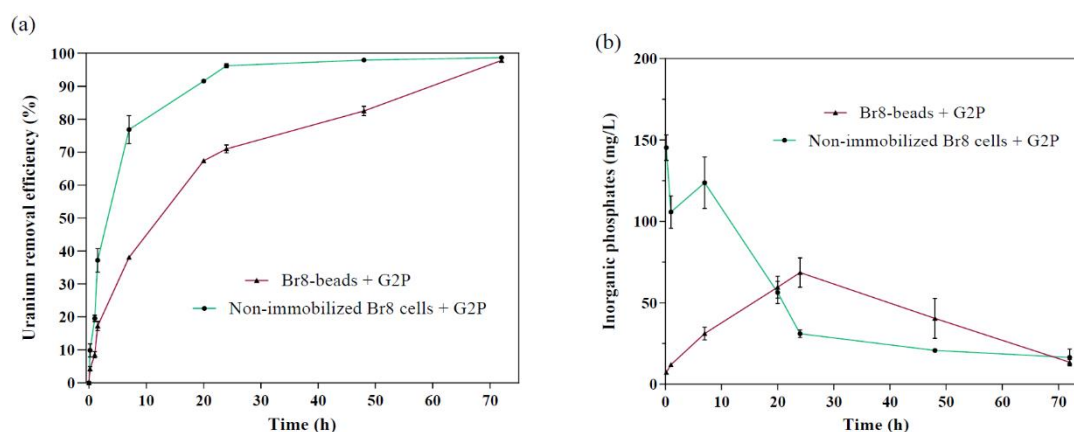 (a)
100
90
80
70
60
50
40
30
20
10
0
Uranium removal efficiency (%)
Br8-beads + G2P
Non-immobilized Br8 cells + G2P
0 10 20 30 40 50 60 70
Time (h)
(b)
200
150
100
50
0
Inorganic phosphates (mg/L)
Br8-beads + G2P
Non-immobilized Br8 cells + G2P
0 10 20 30 40 50 60 70
Time (h)